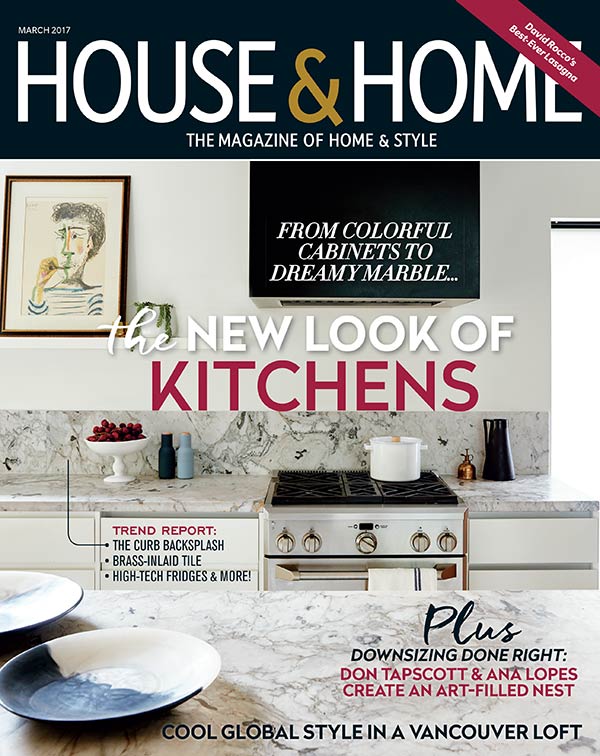 MARCH 2017
David Rocco's
Best-Ever Lasagna
HOUSE & HOME
THE MAGAZINE OF HOME & STYLE
FROM COLORFUL
CABINETS TO
DREAMY MARBLE...
the NEW LOOK OF
KITCHENS
TREND REPORT:
• THE CURB BACKSPLASH
• BRASS-INLAID TILE
• HIGH-TECH FRIDGES & MORE!
Plus
DOWNSIZING DONE RIGHT:
DON TAPSCOTT & ANA LOPES
CREATE AN ART-FILLED NEST
COOL GLOBAL STYLE IN A VANCOUVER LOFT